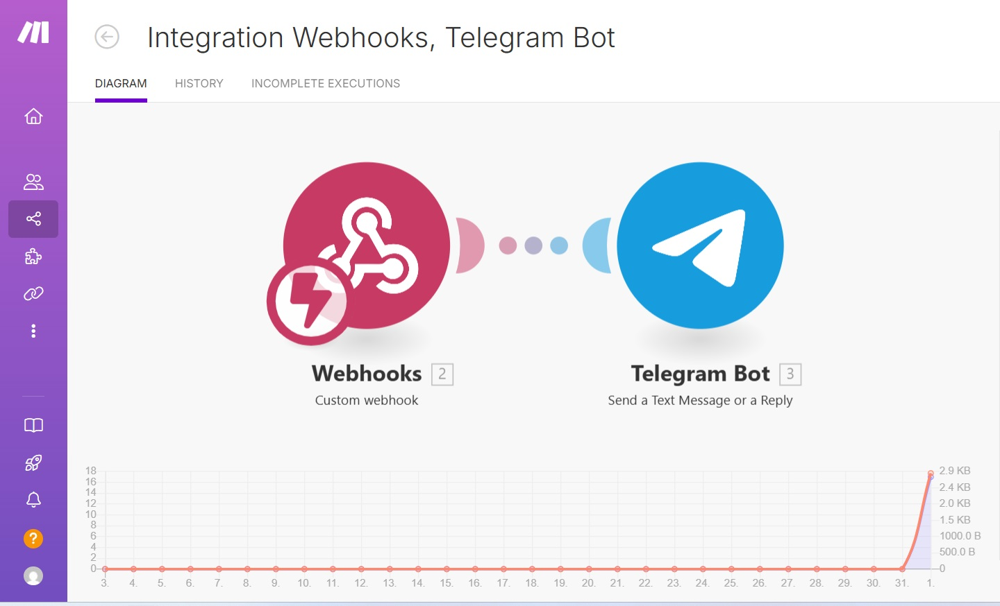 Integration Webhooks, Telegram Bot
DIAGRAM HISTORY INCOMPLETE EXECUTIONS
Webhooks 2
Custom webhook
Telegram Bot 3
Send a Text Message or a Reply
18
16
14
12
10
8
6
4
2
0
2.9 KB
2.4 KB
2.0 KB
1.5 KB
1000.0 B
500.0 B
0
3. 4. 5. 6. 7. 8. 9. 10. 11. 12. 13. 14. 15. 16. 17. 18. 19. 20. 21. 22. 23. 24. 25. 26. 27. 28. 29. 30. 31. 1.
?